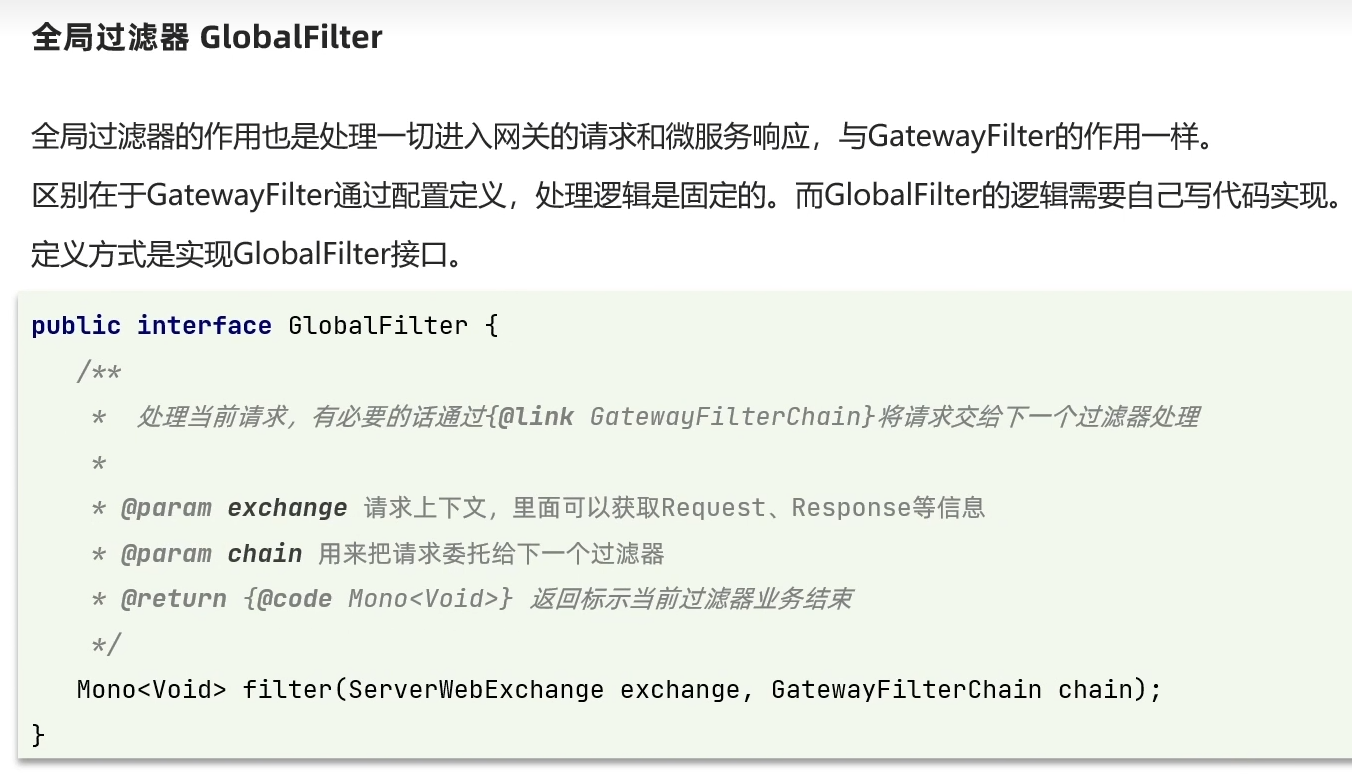 全局过滤器 GlobalFilter
全局过滤器的作用也是处理一切进入网关的请求和微服务响应，与GatewayFilter的作用一样。
区别在于GatewayFilter通过配置定义，处理逻辑是固定的。而GlobalFilter的逻辑需要自己写代码实现。
定义方式是实现GlobalFilter接口。
public interface GlobalFilter {
/**
*  处理当前请求，有必要的话通过{@link GatewayFilterChain}将请求交给下一个过滤器处理
*
* @param exchange 请求上下文，里面可以获取Request、Response等信息
* @param chain 用来把请求委托给下一个过滤器
* @return {@code Mono<Void>} 返回标示当前过滤器业务结束
*/
Mono<Void> filter(ServerWebExchange exchange, GatewayFilterChain chain);
}